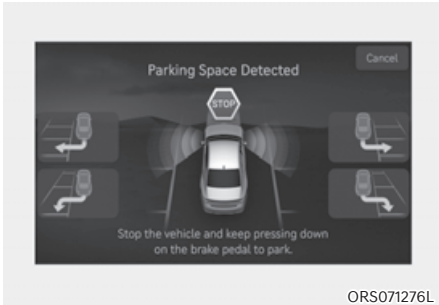 Cancel
Parking Space Detected
STOP
Stop the vehicle and keep pressing down
on the brake pedal to park.
ORS071276L